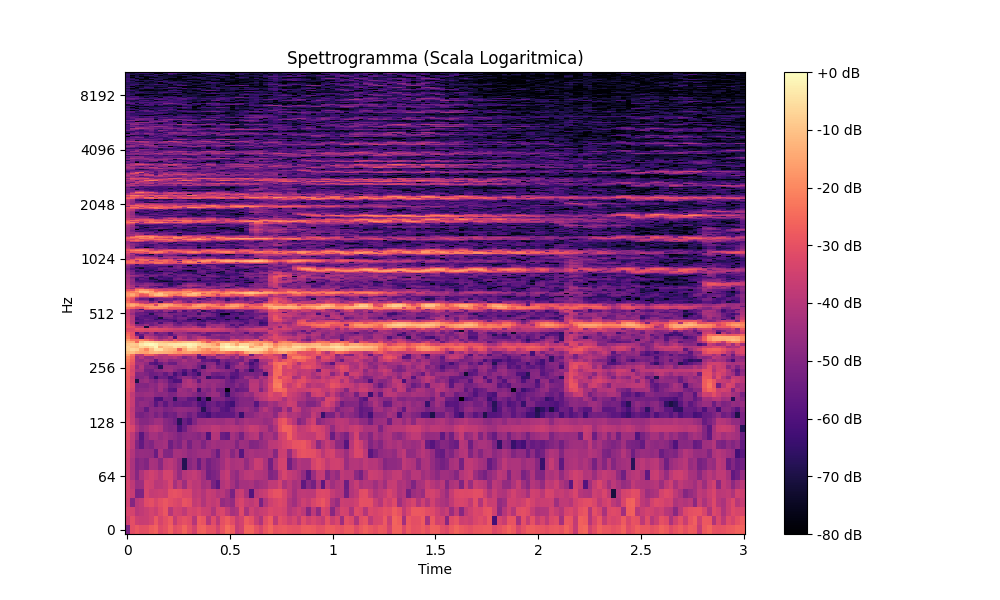 Spettrogramma (Scala Logaritmica)
Hz
8192
4096
2048
1024
512
256
128
64
0
0 0.5 1 1.5 2 2.5 3
Time
+0 dB
-10 dB
-20 dB
-30 dB
-40 dB
-50 dB
-60 dB
-70 dB
-80 dB